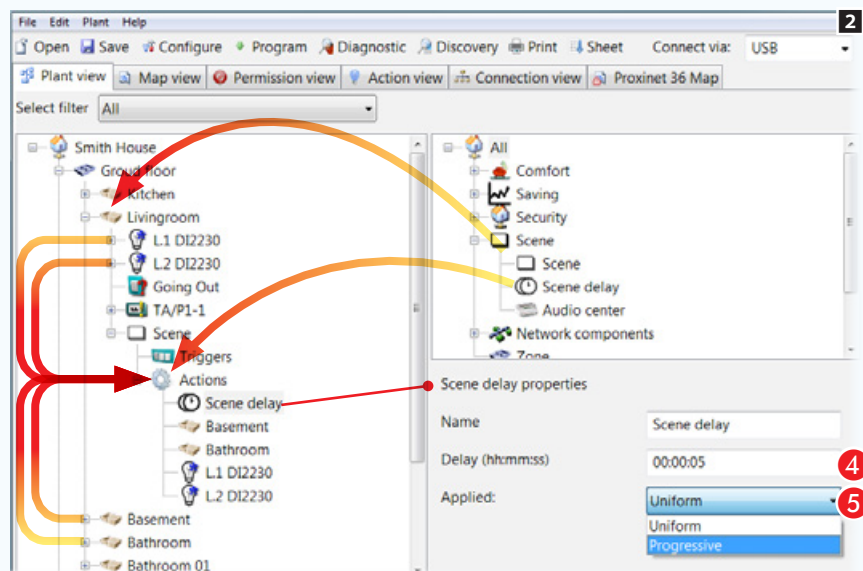 File Edit Plant Help
2
Open Save Configure Program Diagnostic Discovery Print Sheet Connect via: USB
Plant view Map view Permission view Action view Connection view Proxinet 36 Map
Select filter All
Smith House
Groud floor
Kitchen
Livingroom
L.1 DI2230
L.2 DI2230
Going Out
TA/P1-1
Scene
Triggers
Actions
Scene delay
Basement
Bathroom
L.1 DI2230
L.2 DI2230
Basement
Bathroom
Bathroom 01
All
Comfort
Saving
Security
Scene
Scene
Scene delay
Audio center
Network components
Zone
Scene delay properties
Name Scene delay
Delay (hh:mm:ss) 00:00:05 4
Applied: Uniform 5
Uniform
Progressive